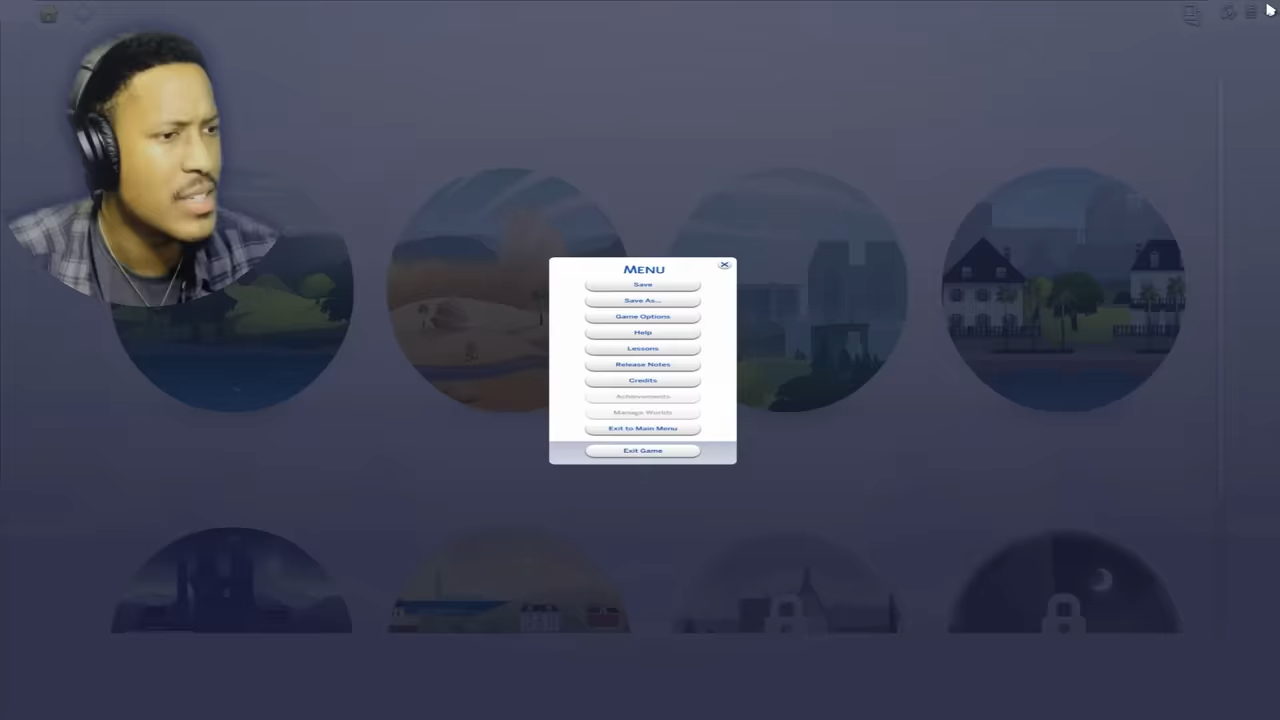 MENU
Save
Save As...
Game Options
Help
Lessons
Release Notes
Credits
Achievements
Manage Worlds
Exit to Main Menu
Exit Game